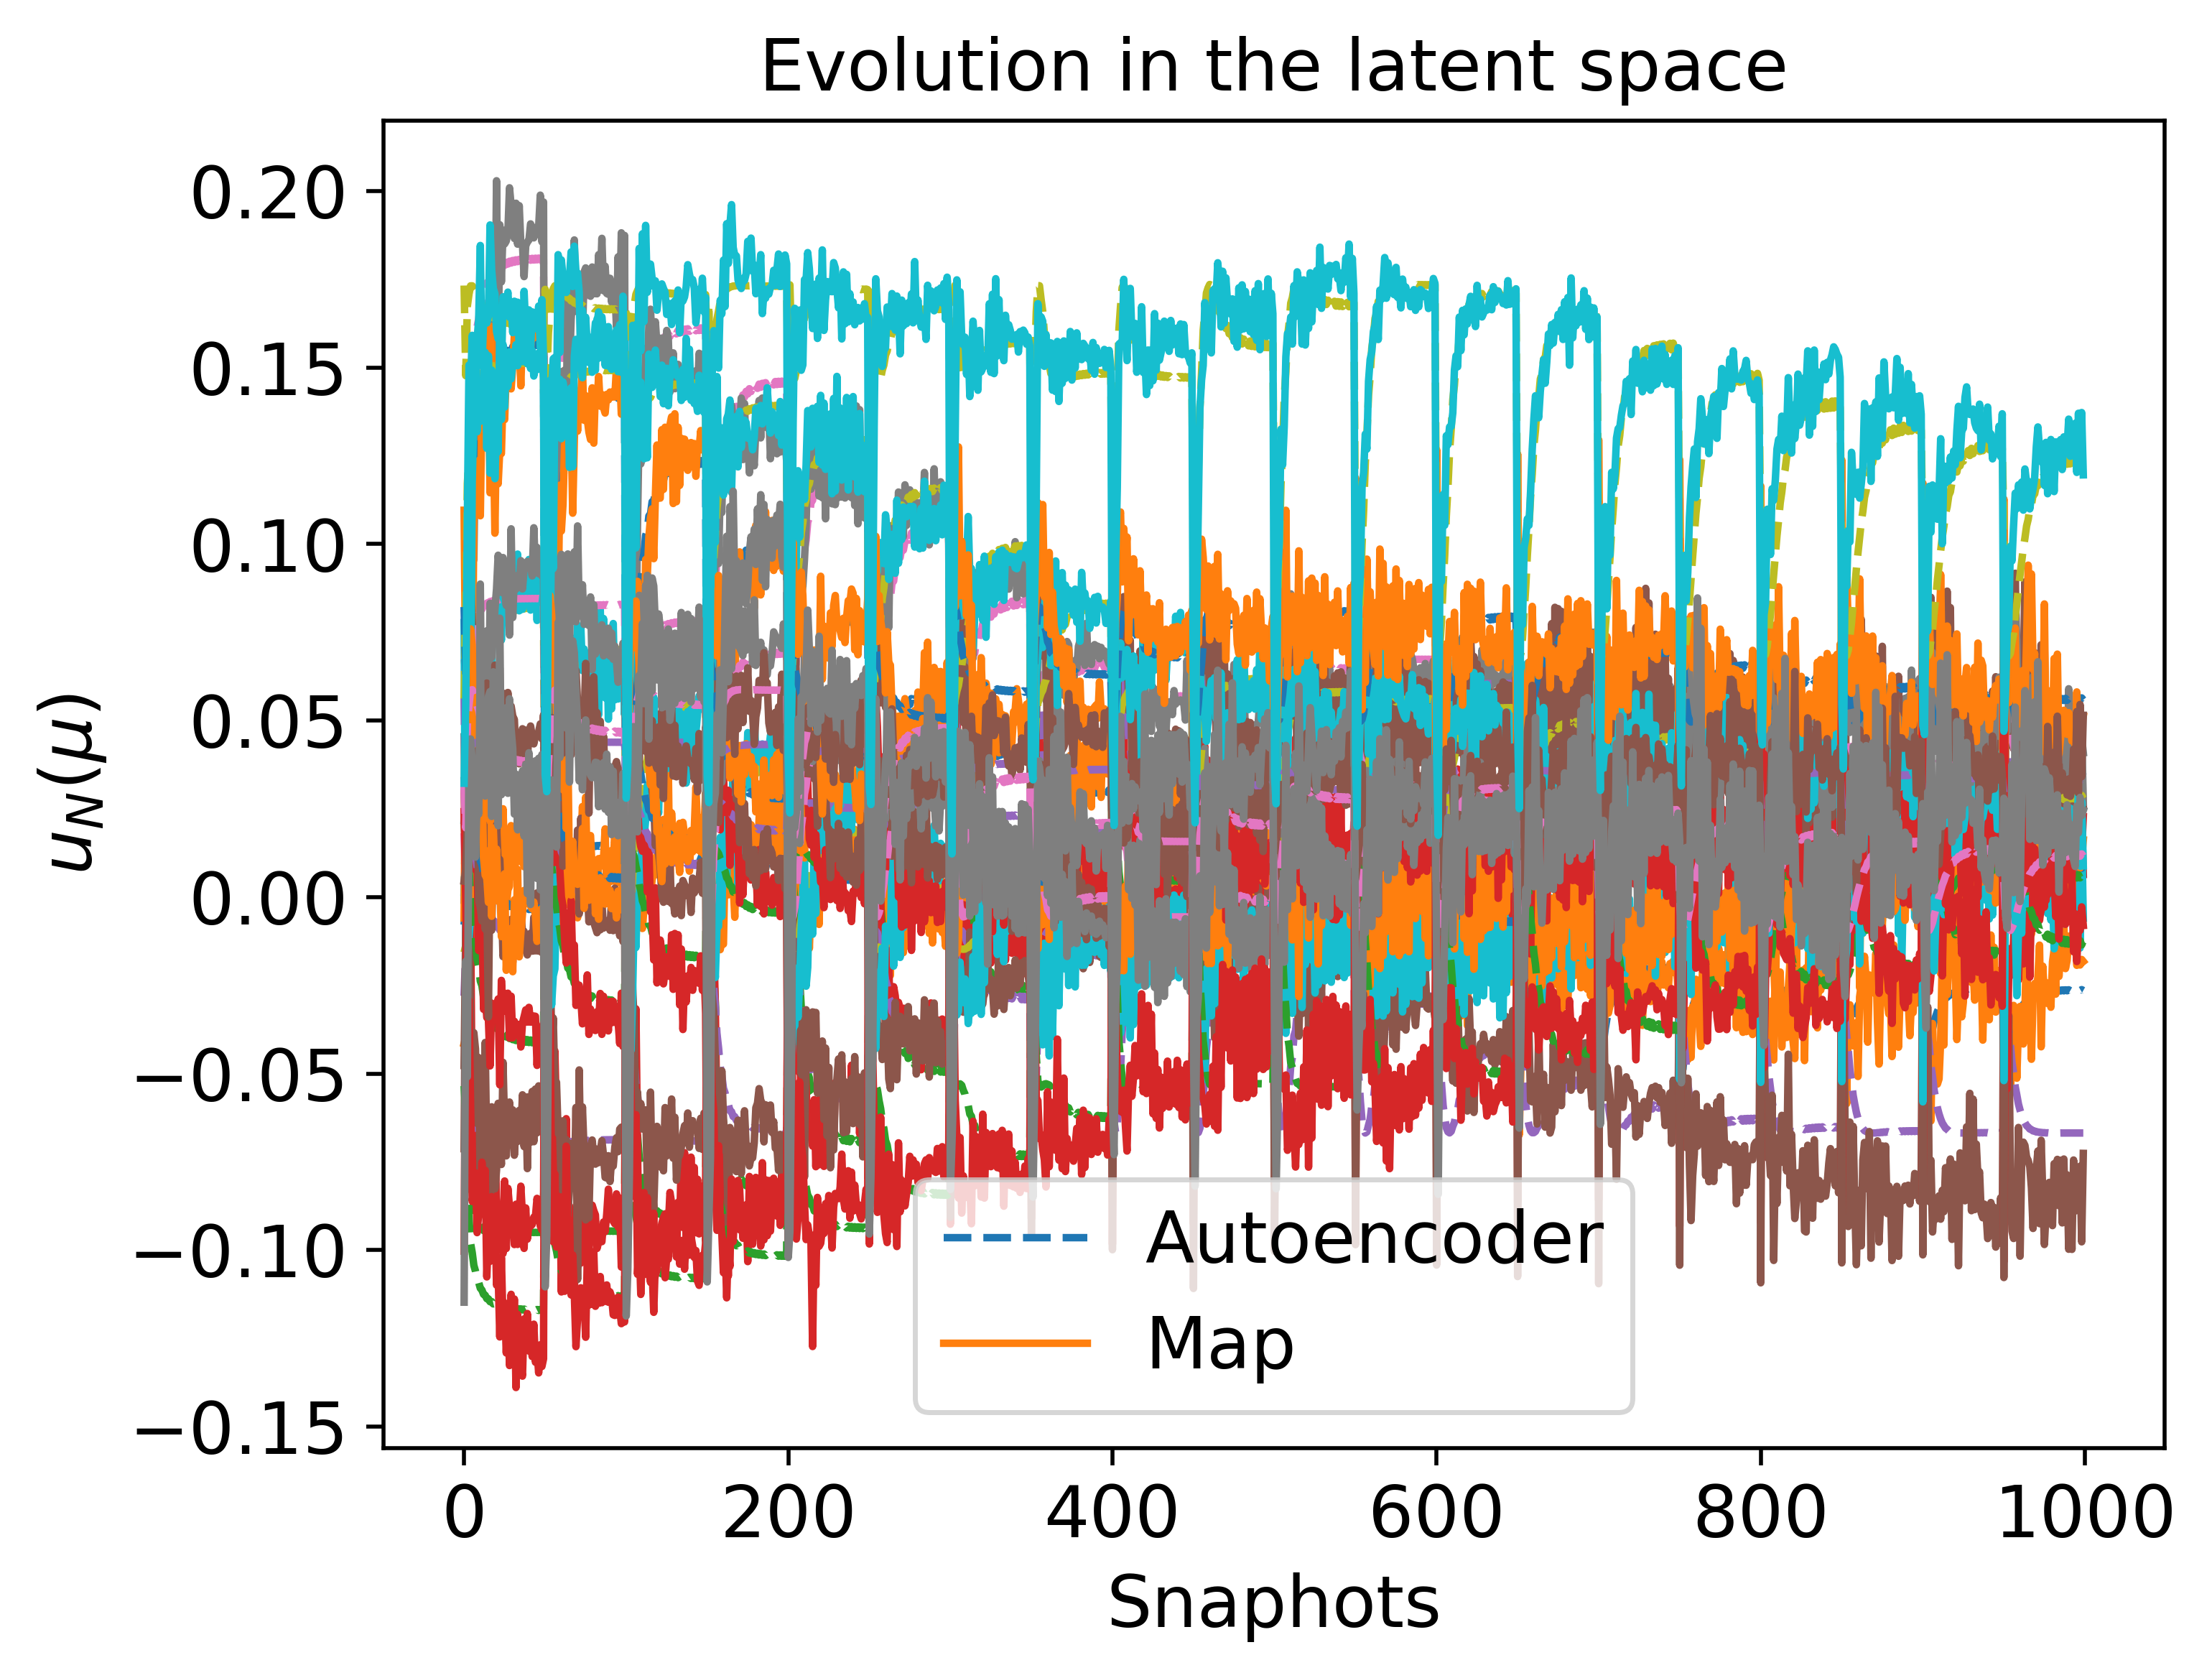 Evolution in the latent space
0.20
0.15
0.10
0.05
0.00
−0.05
−0.10
−0.15
u_N(μ)
Autoencoder
Map
0 200 400 600 800 1000
Snaphots